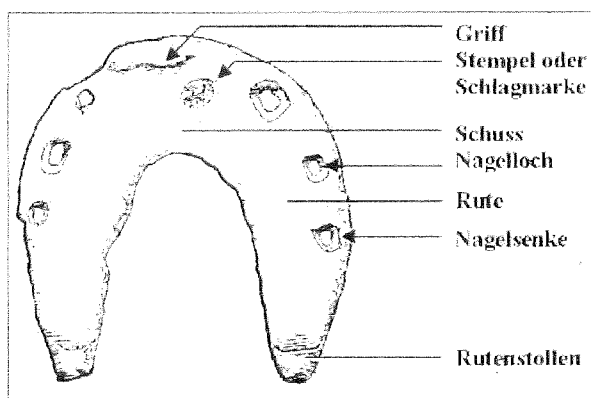 Griff
Stempel oder
Schlagmarke
Schuss
Nagelloch
Rute
Nagelsenke
Rutenstollen